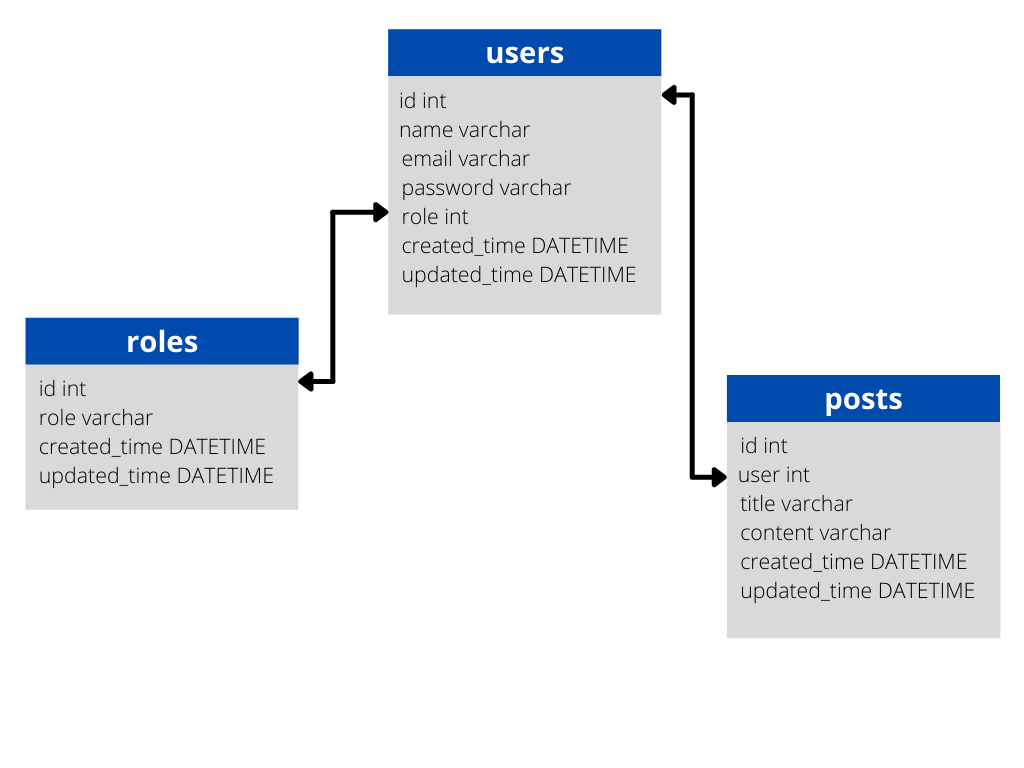 users
id int
name varchar
email varchar
password varchar
role int
created_time DATETIME
updated_time DATETIME
roles
id int
role varchar
created_time DATETIME
updated_time DATETIME
posts
id int
user int
title varchar
content varchar
created_time DATETIME
updated_time DATETIME